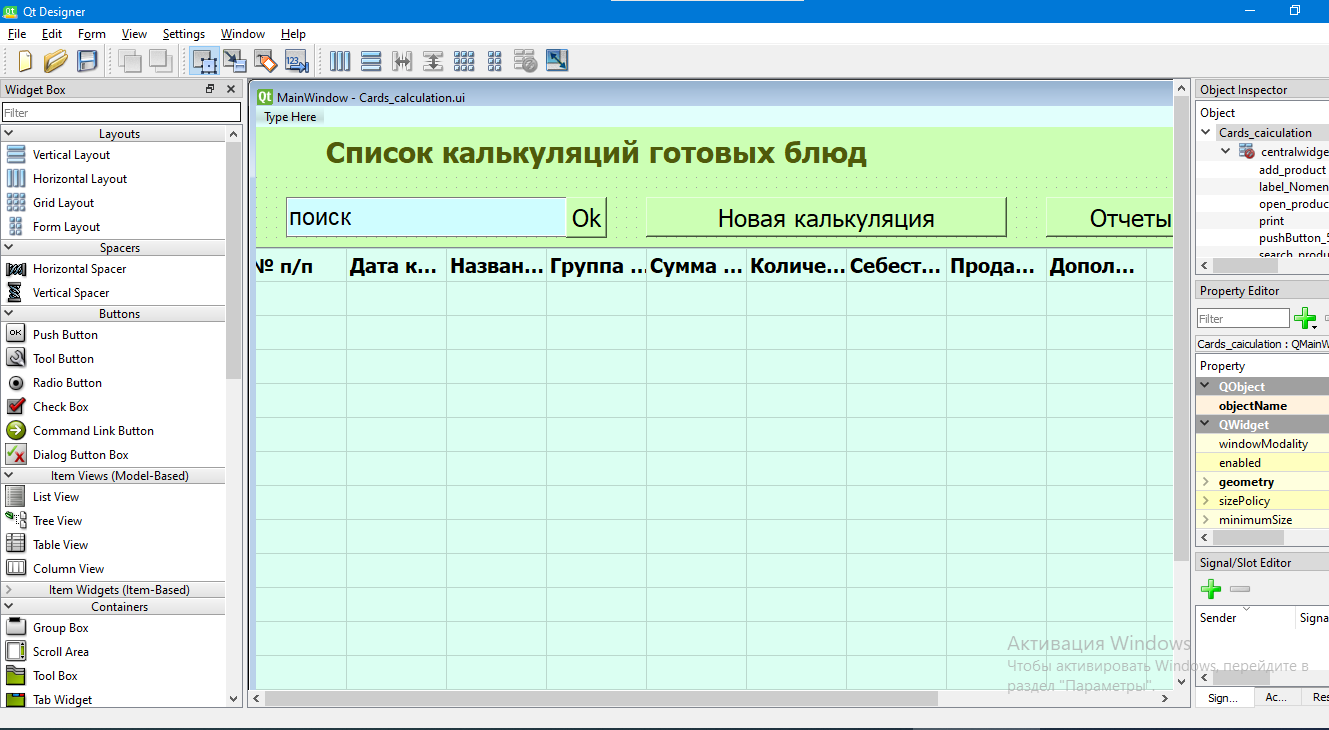 Qt Designer
File Edit Form View Settings Window Help
Widget Box
Filter
Layouts
Vertical Layout
Horizontal Layout
Grid Layout
Form Layout
Spacers
Horizontal Spacer
Vertical Spacer
Buttons
Push Button
Tool Button
Radio Button
Check Box
Command Link Button
Dialog Button Box
Item Views (Model-Based)
List View
Tree View
Table View
Column View
Item Widgets (Item-Based)
Containers
Group Box
Scroll Area
Tool Box
Tab Widget
MainWindow - Cards_calculation.ui
Type Here
Список калькуляций готовых блюд
поиск Ok Новая калькуляция Отчеты
№ п/п Дата к... Назван... Группа ... Сумма ... Количе... Себест... Прода... Допол...
Object Inspector
Object
Cards_caiculation
centralwidge
add_product
label_Nomen
open_produc
print
pushButton_5
search_produ
Property Editor
Filter
Cards_caiculation : QMainW
Property
QObject
objectName
QWidget
windowModality
enabled
geometry
sizePolicy
minimumSize
Signal/Slot Editor
Sender Signa
Sign... Ac... Res
Активация Windows
Чтобы активировать Windows, перейдите в
раздел "Параметры".